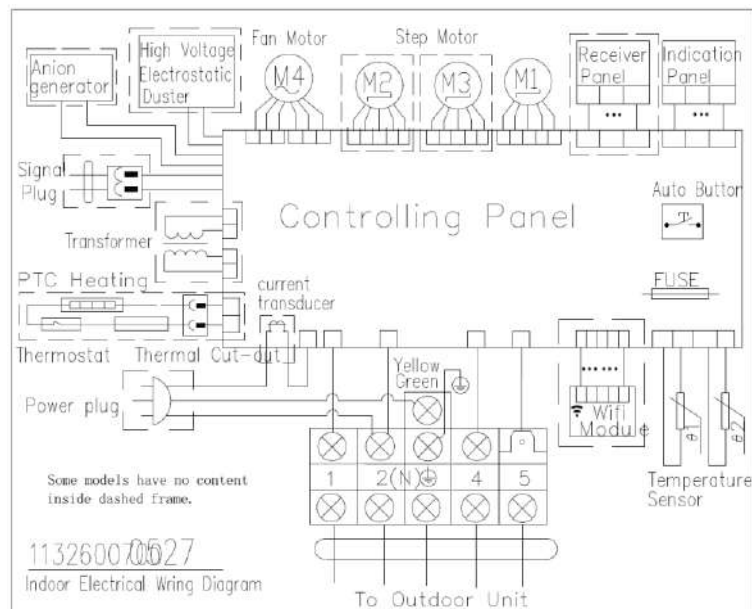 Anion
generator
High Voltage
Electrostatic
Duster
Fan Motor
M4
Step Motor
M2
M3
M1
Receiver
Panel
•••
Indication
Panel
•••
Signal
Plug
Controlling Panel
Auto Button
T
Transformer
PTC Heating
current
transducer
FUSE
Thermostat
Thermal Cut-out
Yellow
Green
Power plug
Wifi
Module
θ1
θ2
Temperature
Sensor
1
2(N)
4
5
Some models have no content
inside dashed frame.
0527
Indoor Electrical Wring Diagram
To Outdoor Unit